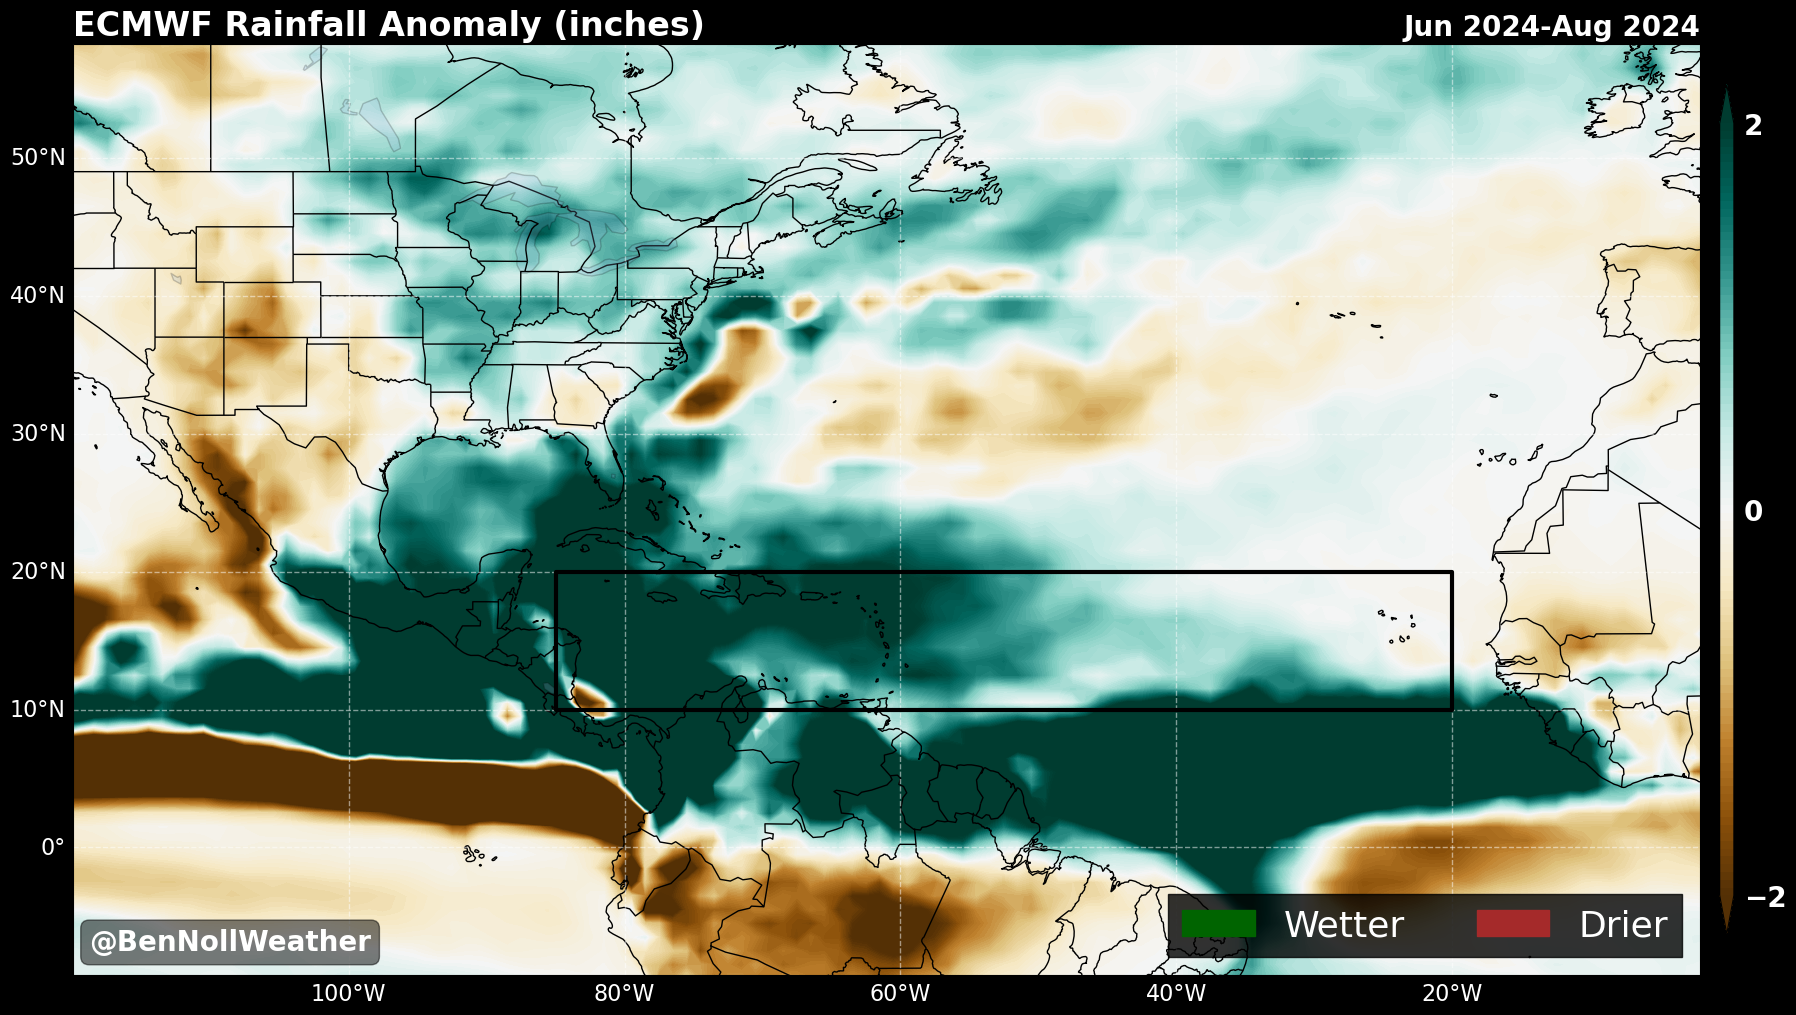 ECMWF Rainfall Anomaly (inches)
Jun 2024-Aug 2024
50°N
40°N
30°N
20°N
10°N
0°
2
0
−2
@BenNollWeather
Wetter
Drier
100°W
80°W
60°W
40°W
20°W